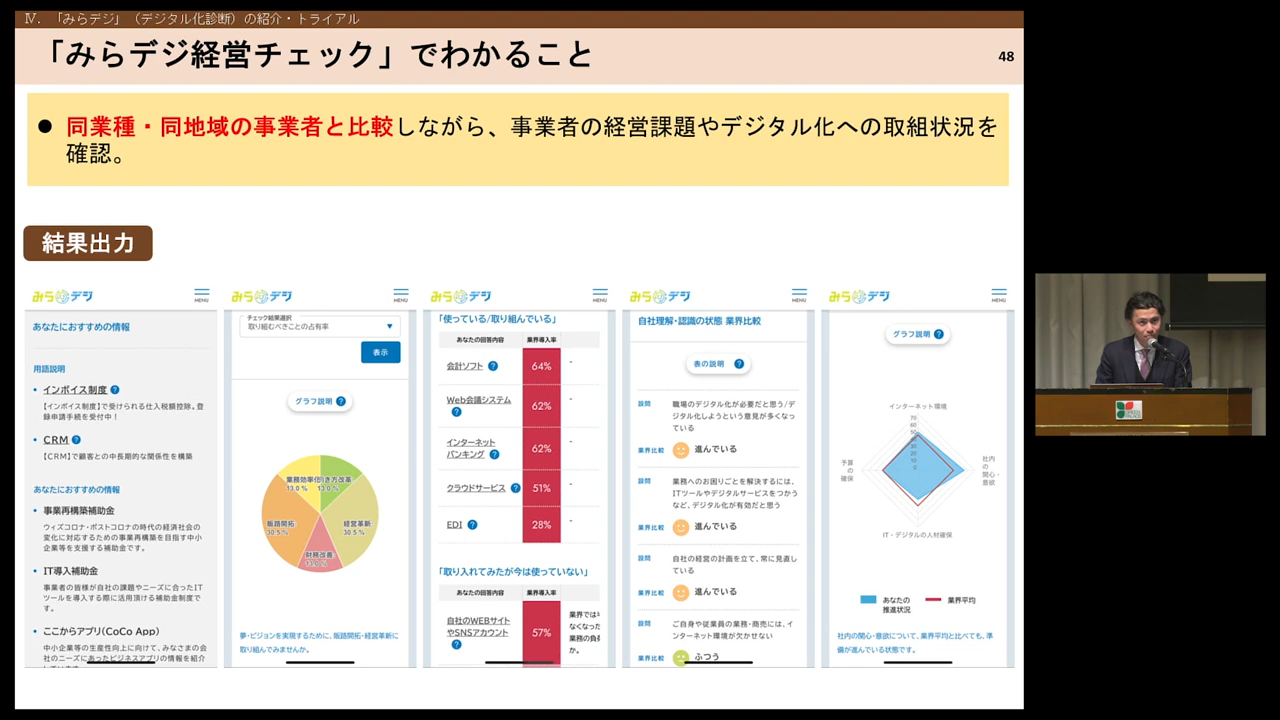 Ⅳ. 「みらデジ」（デジタル化診断）の紹介・トライアル
「みらデジ経営チェック」でわかること
48
● 同業種・同地域の事業者と比較しながら、事業者の経営課題やデジタル化への取組状況を
確認。
結果出力
みらデジ
MENU
あなたにおすすめの情報
用語説明
• インボイス制度 ?
【インボイス制度】で受けられる仕入税額控除。登
録申請手続を受付中！
• CRM ?
【CRM】で顧客との中長期的な関係性を構築
あなたにおすすめの情報
• 事業再構築補助金
ウィズコロナ・ポストコロナの時代の経済社会の
変化に対応するための事業再構築を目指す中小
企業等を支援する補助金です。
• IT導入補助金
事業者の皆様が自社の課題やニーズに合ったIT
ツールを導入する際に活用頂ける補助金制度で
す。
• ここからアプリ(CoCo App)
中小企業等の生産性向上に向けて、みなさまの会
社のニーズにあったビジネスアプリの情報を紹介
みらデジ
MENU
チェック結果選択
取り組むべきことの占有率
表示
グラフ説明 ?
業務効率化
13.0 %
働き方改革
13.0 %
販路開拓:
30.5 %
経営革新:
30.5 %
財務改善:
夢・ビジョンを実現するために、販路開拓・経営革新に
取り組んでみませんか。
みらデジ
MENU
「使っている/取り組んでいる」
あなたの回答内容 業界導入率
会計ソフト ? 64% -
Web会議システム ? 62% -
インターネット
バンキング ? 62% -
クラウドサービス ? 51% -
EDI ? 28% -
「取り入れてみたが今は使っていない」
あなたの回答内容 業界導入率
自社のWEBサイト
やSNSアカウント ? 57%
業界では
なくなった
業務の負
か。
みらデジ
MENU
自社理解・認識の状態 業界比較
表の説明 ?
設問 職場のデジタル化が必要だと思う/デ
ジタル化しようという意見が多くなっ
ている
業界比較 進んでいる
設問 業務へのお困りごとを解決するには、
ITツールやデジタルサービスをつかう
など、デジタル化が有効だと思う
業界比較 進んでいる
設問 自社の経営の計画を立て、常に見直し
ている
業界比較 進んでいる
設問 ご自身や従業員の業務・商売には、イ
ンターネット環境が欠かせない
業界比較 ふつう
みらデジ
MENU
グラフ説明 ?
インターネット環境
70
60
50
30
20
10
0
予算
の
確保
社内
の
関心・
意欲
IT・デジタルの人材確保
あなたの
推進状況
業界平均
社内の関心・意欲について、業界平均と比べても、準
備が進んでいる状態です。